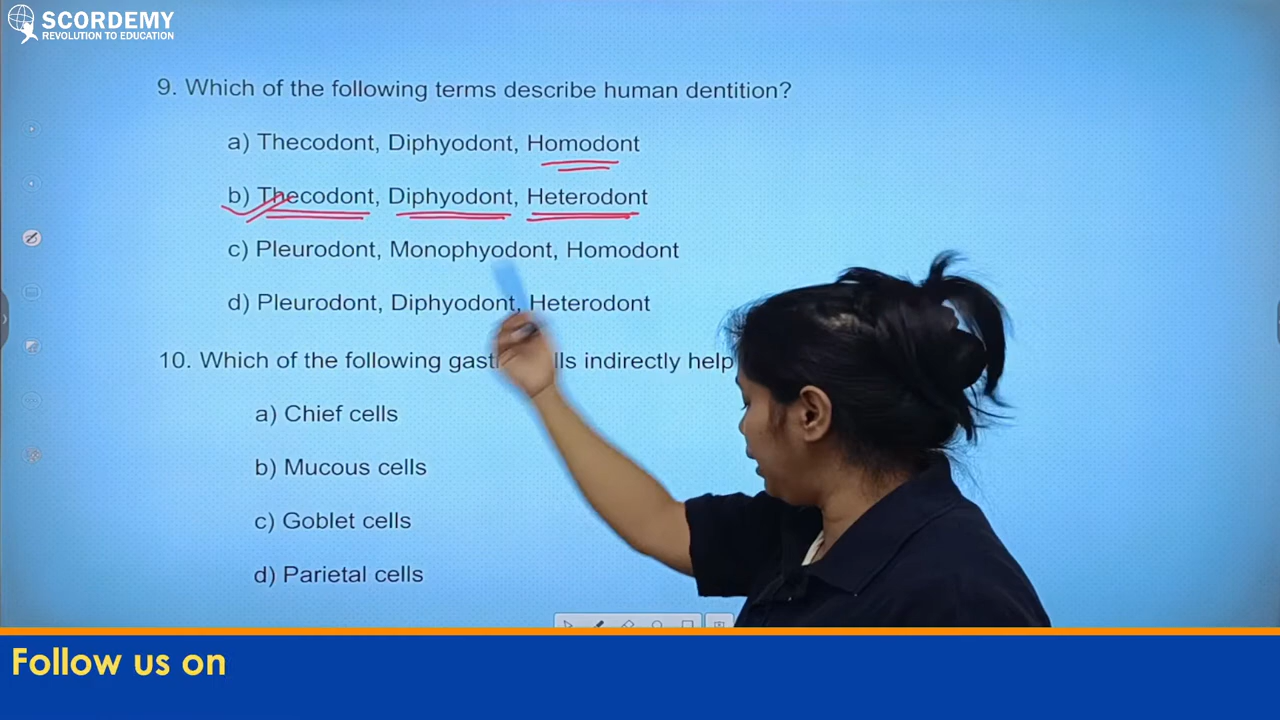 SCORDEMY
REVOLUTION TO EDUCATION
9. Which of the following terms describe human dentition?
a) Thecodont, Diphyodont, Homodont
b) Thecodont, Diphyodont, Heterodont
c) Pleurodont, Monophyodont, Homodont
d) Pleurodont, Diphyodont, Heterodont
10. Which of the following indirectly help
a) Chief cells
b) Mucous cells
c) Goblet cells
d) Parietal cells
Follow us on